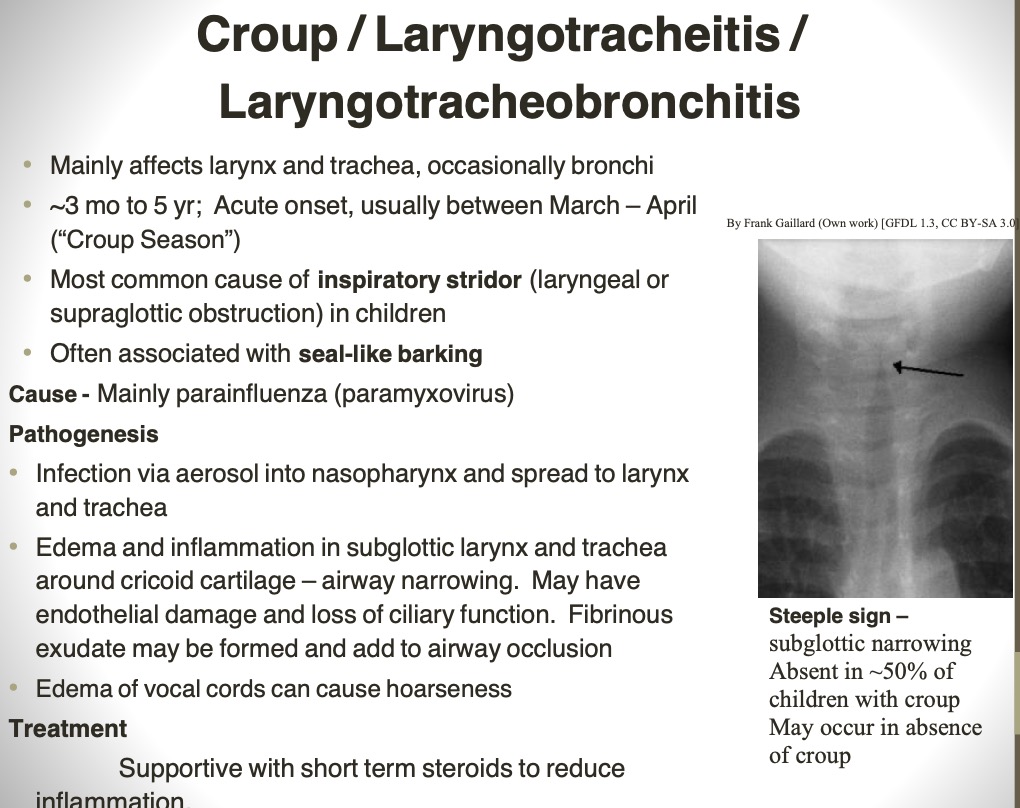 Croup / Laryngotracheitis /
Laryngotracheobronchitis
• Mainly affects larynx and trachea, occasionally bronchi
• ~3 mo to 5 yr;  Acute onset, usually between March – April
(“Croup Season”)
• Most common cause of inspiratory stridor (laryngeal or
supraglottic obstruction) in children
• Often associated with seal-like barking
Cause - Mainly parainfluenza (paramyxovirus)
Pathogenesis
• Infection via aerosol into nasopharynx and spread to larynx
and trachea
• Edema and inflammation in subglottic larynx and trachea
around cricoid cartilage – airway narrowing.  May have
endothelial damage and loss of ciliary function.  Fibrinous
exudate may be formed and add to airway occlusion
• Edema of vocal cords can cause hoarseness
Treatment
Supportive with short term steroids to reduce
inflammation.
By Frank Gaillard (Own work) [GFDL 1.3, CC BY-SA 3.0
Steeple sign –
subglottic narrowing
Absent in ~50% of
children with croup
May occur in absence
of croup